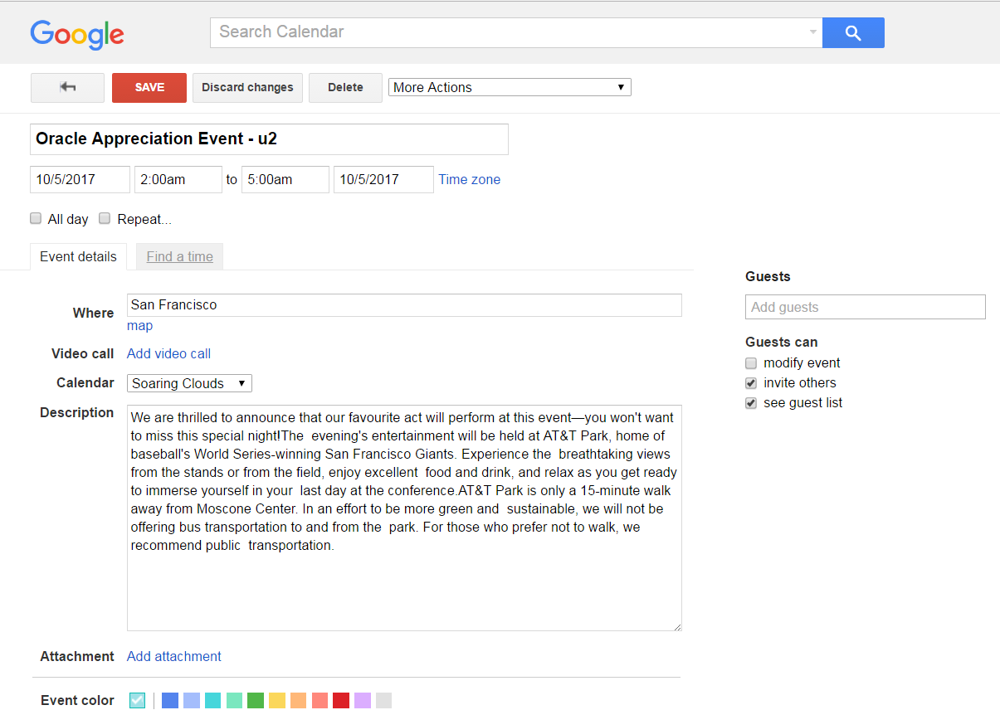 Google
Search Calendar
SAVE
Discard changes
Delete
More Actions
Oracle Appreciation Event - u2
10/5/2017 2:00am to 5:00am 10/5/2017 Time zone
All day Repeat...
Event details Find a time
Where San Francisco
map
Video call Add video call
Calendar Soaring Clouds
Description
We are thrilled to announce that our favourite act will perform at this event—you won't want
to miss this special night!The  evening's entertainment will be held at AT&T Park, home of
baseball's World Series-winning San Francisco Giants. Experience the  breathtaking views
from the stands or from the field, enjoy excellent  food and drink, and relax as you get ready
to immerse yourself in your  last day at the conference.AT&T Park is only a 15-minute walk
away from Moscone Center. In an effort to be more green and  sustainable, we will not be
offering bus transportation to and from the  park. For those who prefer not to walk, we
recommend public  transportation.
Attachment Add attachment
Event color
Guests
Add guests
Guests can
modify event
invite others
see guest list